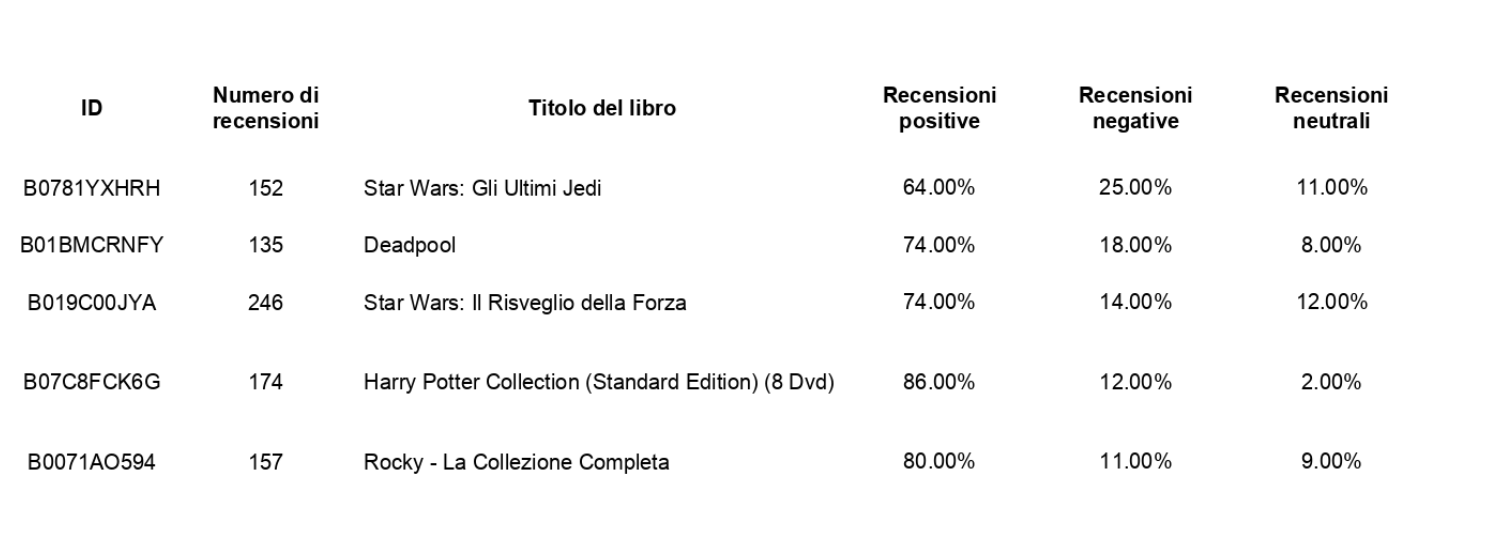 ID Numero di recensioni Titolo del libro Recensioni positive Recensioni negative Recensioni neutrali
B0781YXHRH 152 Star Wars: Gli Ultimi Jedi 64.00% 25.00% 11.00%
B01BMCRNFY 135 Deadpool 74.00% 18.00% 8.00%
B019C00JYA 246 Star Wars: Il Risveglio della Forza 74.00% 14.00% 12.00%
B07C8FCK6G 174 Harry Potter Collection (Standard Edition) (8 Dvd) 86.00% 12.00% 2.00%
B0071AO594 157 Rocky - La Collezione Completa 80.00% 11.00% 9.00%